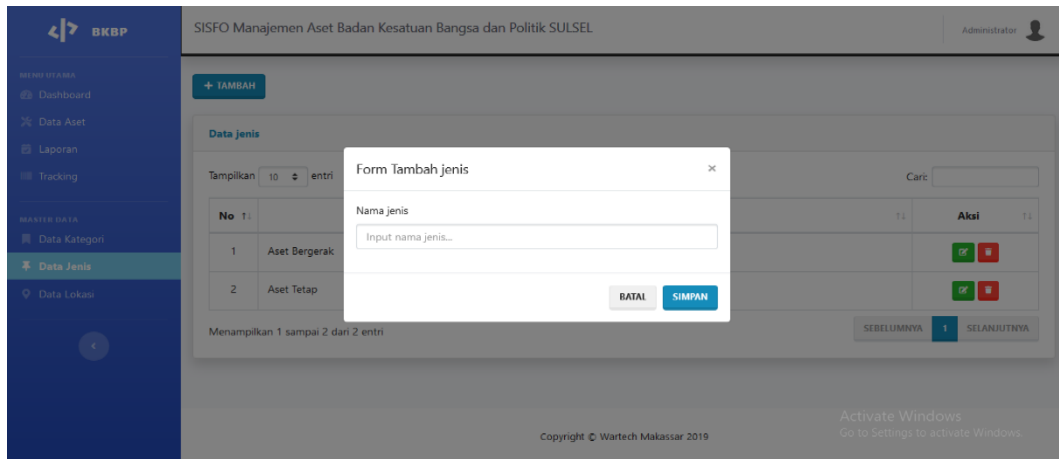 BKBP
SISFO Manajemen Aset Badan Kesatuan Bangsa dan Politik SULSEL
Administrator
MENU UTAMA
Dashboard
Data Aset
Laporan
Tracking
MASTER DATA
Data Kategori
Data Jenis
Data Lokasi
+ TAMBAH
Data jenis
Tampilkan 10 entri
Cari:
No
Aksi
1 Aset Bergerak
2 Aset Tetap
Menampilkan 1 sampai 2 dari 2 entri
SEBELUMNYA 1 SELANJUTNYA
Form Tambah jenis ×
Nama jenis
Input nama jenis...
BATAL SIMPAN
Activate Windows
Go to Settings to activate Windows.
Copyright © Wartech Makassar 2019